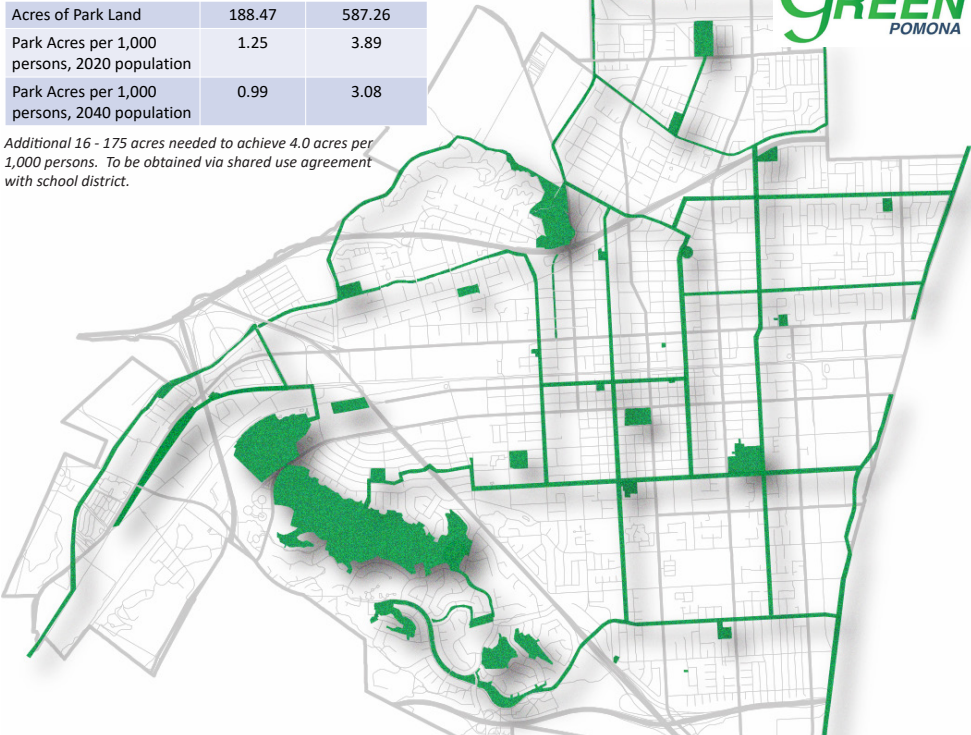 Acres of Park Land 188.47 587.26
Park Acres per 1,000 1.25 3.89
persons, 2020 population
Park Acres per 1,000 0.99 3.08
persons, 2040 population
Additional 16 - 175 acres needed to achieve 4.0 acres per
1,000 persons. To be obtained via shared use agreement
with school district.
GREEN
POMONA